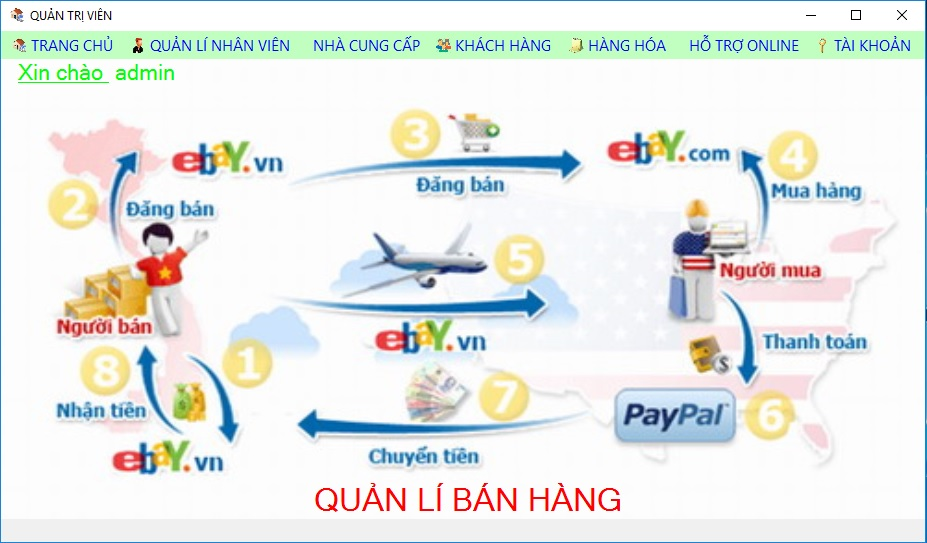 QUẢN TRỊ VIÊN
TRANG CHỦ QUẢN LÍ NHÂN VIÊN NHÀ CUNG CẤP KHÁCH HÀNG HÀNG HÓA HỖ TRỢ ONLINE TÀI KHOẢN
Xin chào admin
3
ebay.vn
ebay.com
4
Đăng bán
Mua hàng
2
Đăng bán
5
Người mua
Người bán
ebay.vn
Thanh toán
8
1
7
Nhận tiền
PayPal
6
Chuyển tiền
ebay.vn
QUẢN LÍ BÁN HÀNG